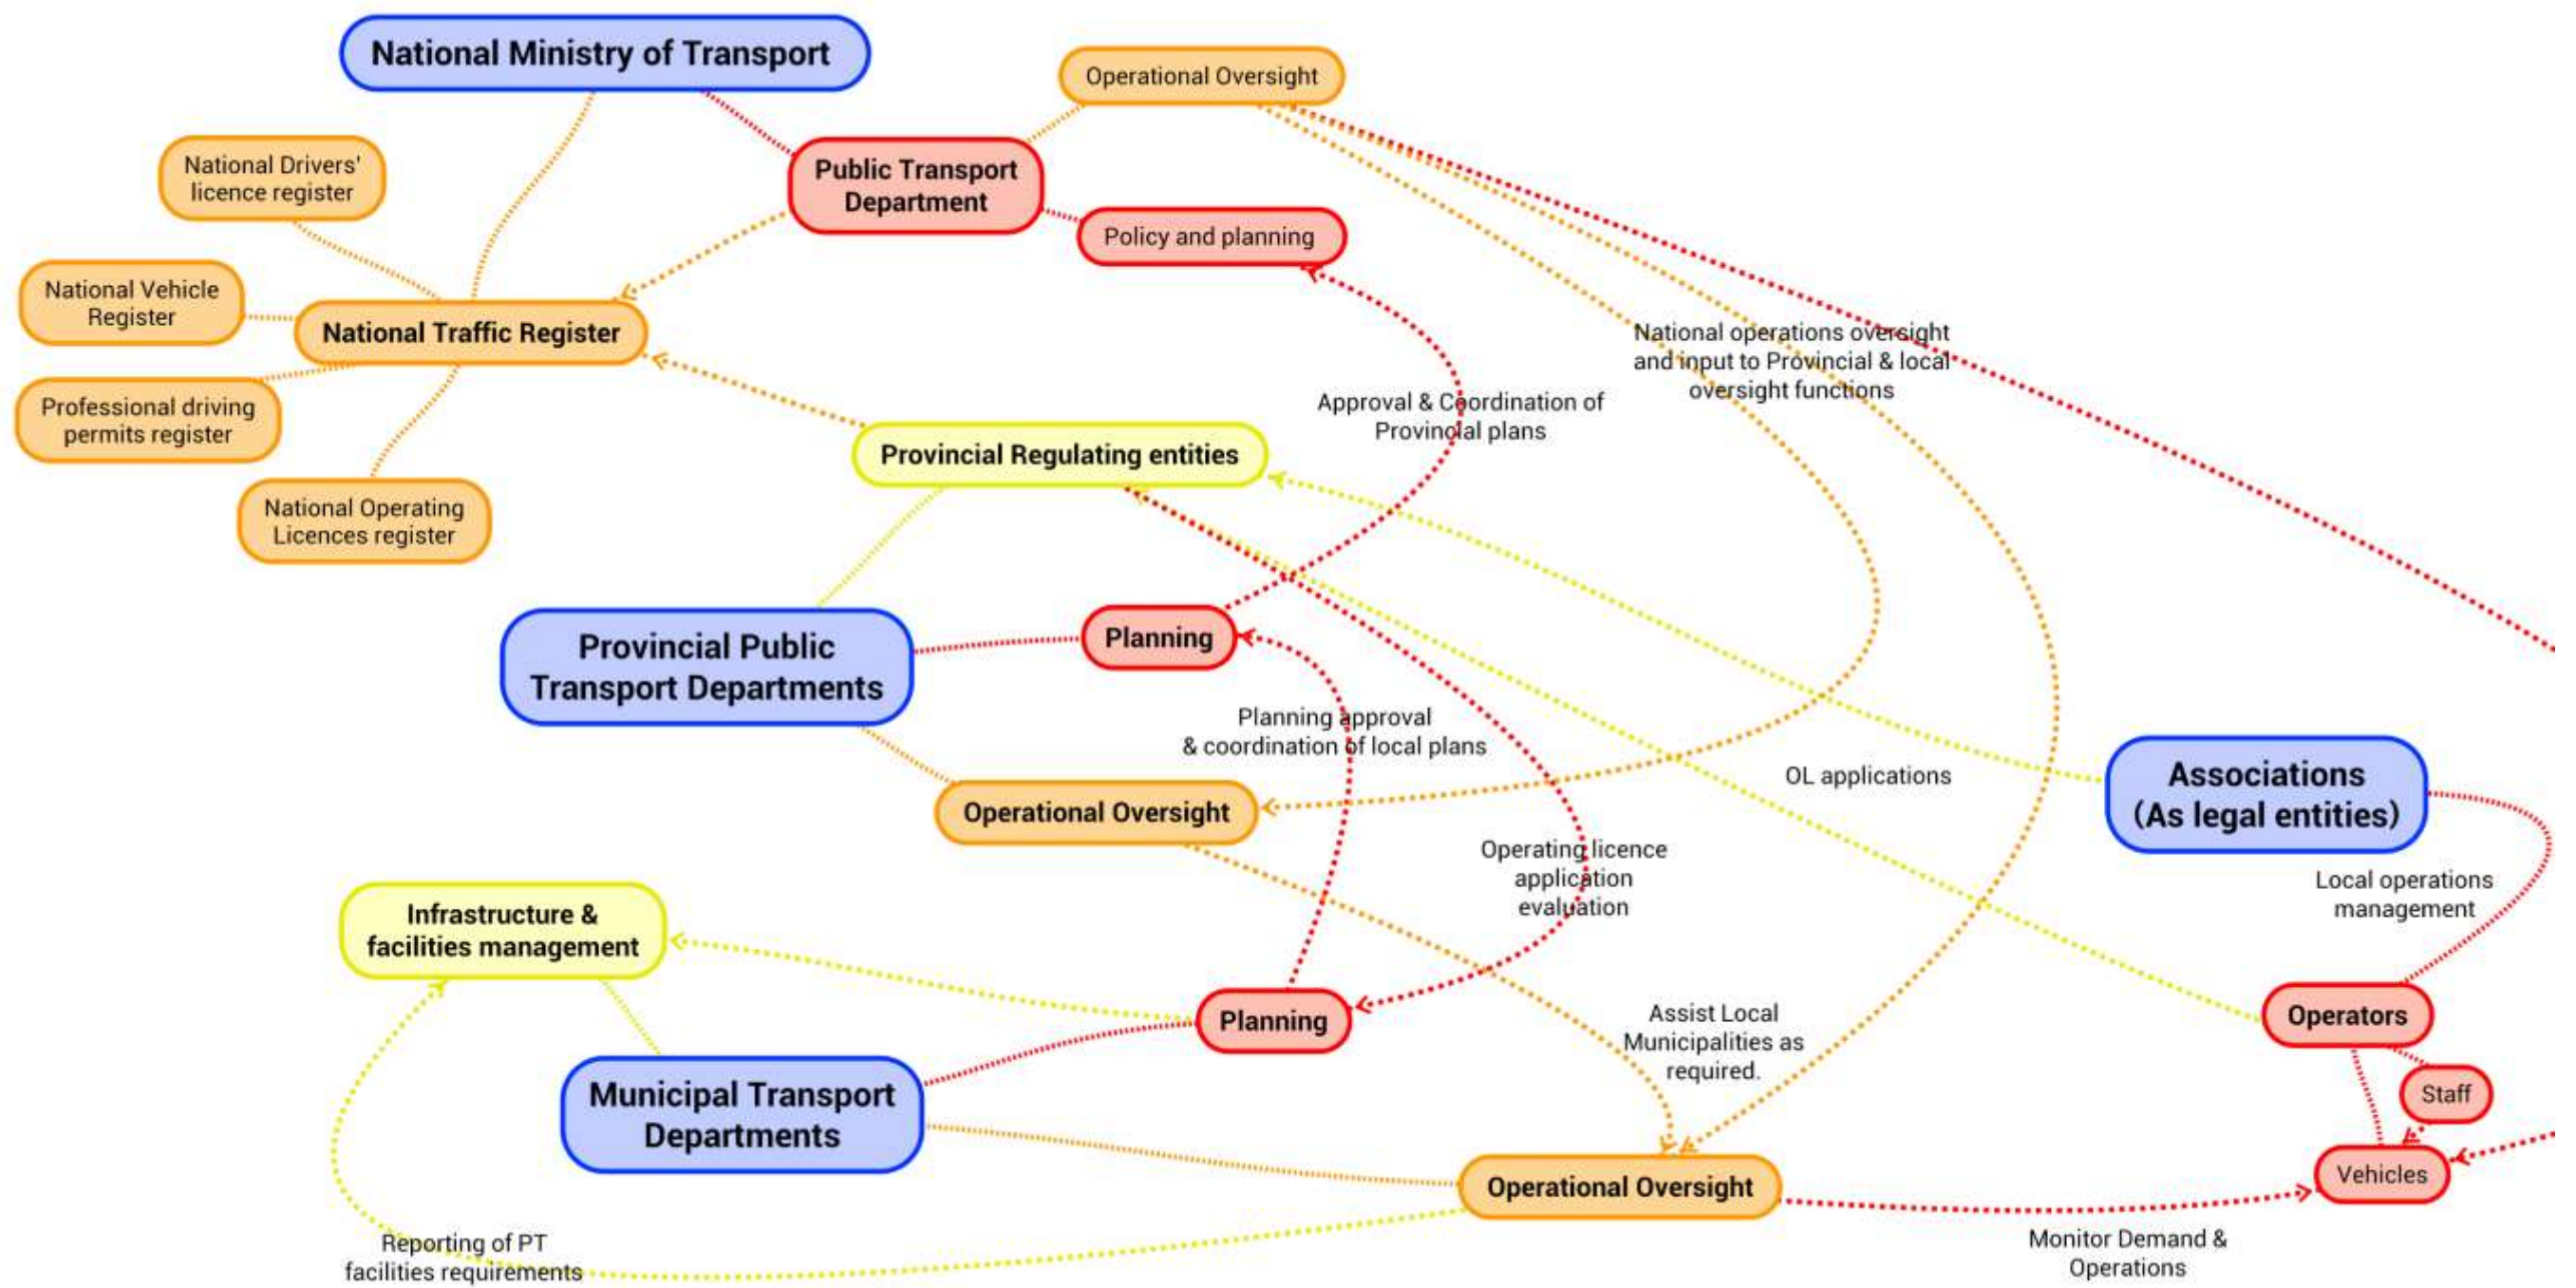 National Ministry of Transport
Operational Oversight
National Drivers'
licence register
Public Transport
Department
Policy and planning
National Vehicle
Register
National Traffic Register
National operations oversight
and input to Provincial & local
oversight functions
Professional driving
permits register
Approval & Coordination of
Provincial plans
Provincial Regulating entities
National Operating
Licences register
Provincial Public
Transport Departments
Planning
Planning approval
& coordination of local plans
OL applications
Associations
(As legal entities)
Operational Oversight
Operating licence
application
evaluation
Local operations
management
Infrastructure &
facilities management
Planning
Operators
Assist Local
Municipalities as
required.
Municipal Transport
Departments
Staff
Vehicles
Operational Oversight
Reporting of PT
facilities requirements
Monitor Demand &
Operations